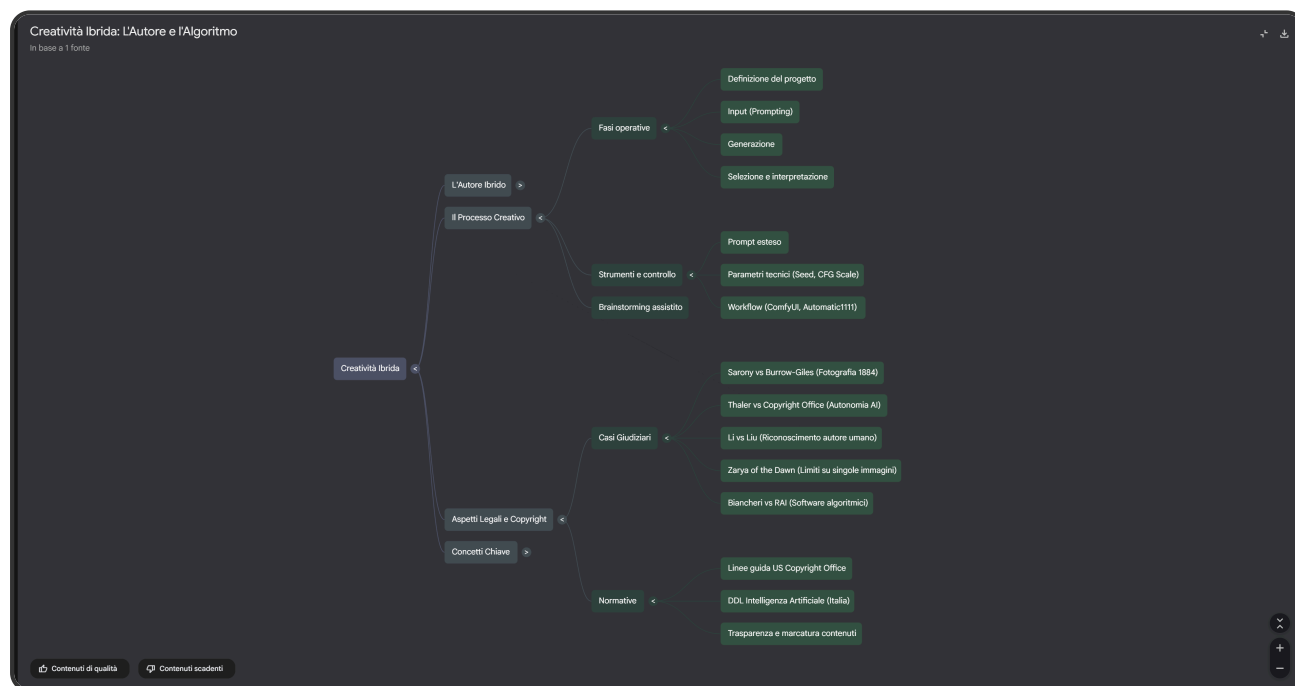 Creatività Ibrida: L'Autore e l'Algoritmo
In base a 1 fonte
Creatività Ibrida
L'Autore Ibrido
Il Processo Creativo
Fasi operative
Definizione del progetto
Input (Prompting)
Generazione
Selezione e interpretazione
Strumenti e controllo
Prompt esteso
Parametri tecnici (Seed, CFG Scale)
Workflow (ComfyUI, Automatic1111)
Brainstorming assistito
Aspetti Legali e Copyright
Casi Giudiziari
Sarony vs Burrow-Giles (Fotografia 1884)
Thaler vs Copyright Office (Autonomia AI)
Li vs Liu (Riconoscimento autore umano)
Zarya of the Dawn (Limiti su singole immagini)
Biancheri vs RAI (Software algoritmici)
Normative
Linee guida US Copyright Office
DDL Intelligenza Artificiale (Italia)
Trasparenza e marcatura contenuti
Concetti Chiave
Contenuti di qualità
Contenuti scadenti